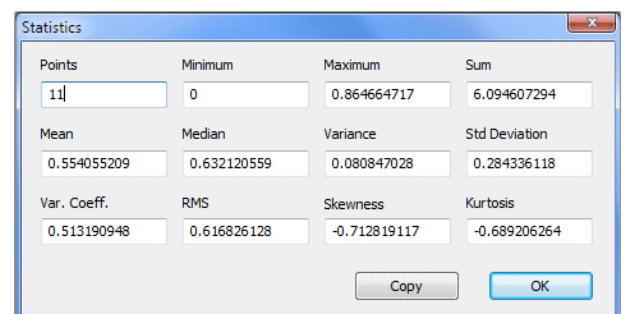 Statistics
Points Minimum Maximum Sum
11 0 0.864664717 6.094607294
Mean Median Variance Std Deviation
0.554055209 0.632120559 0.080847028 0.284336118
Var. Coeff. RMS Skewness Kurtosis
0.513190948 0.616826128 -0.712819117 -0.689206264
Copy OK